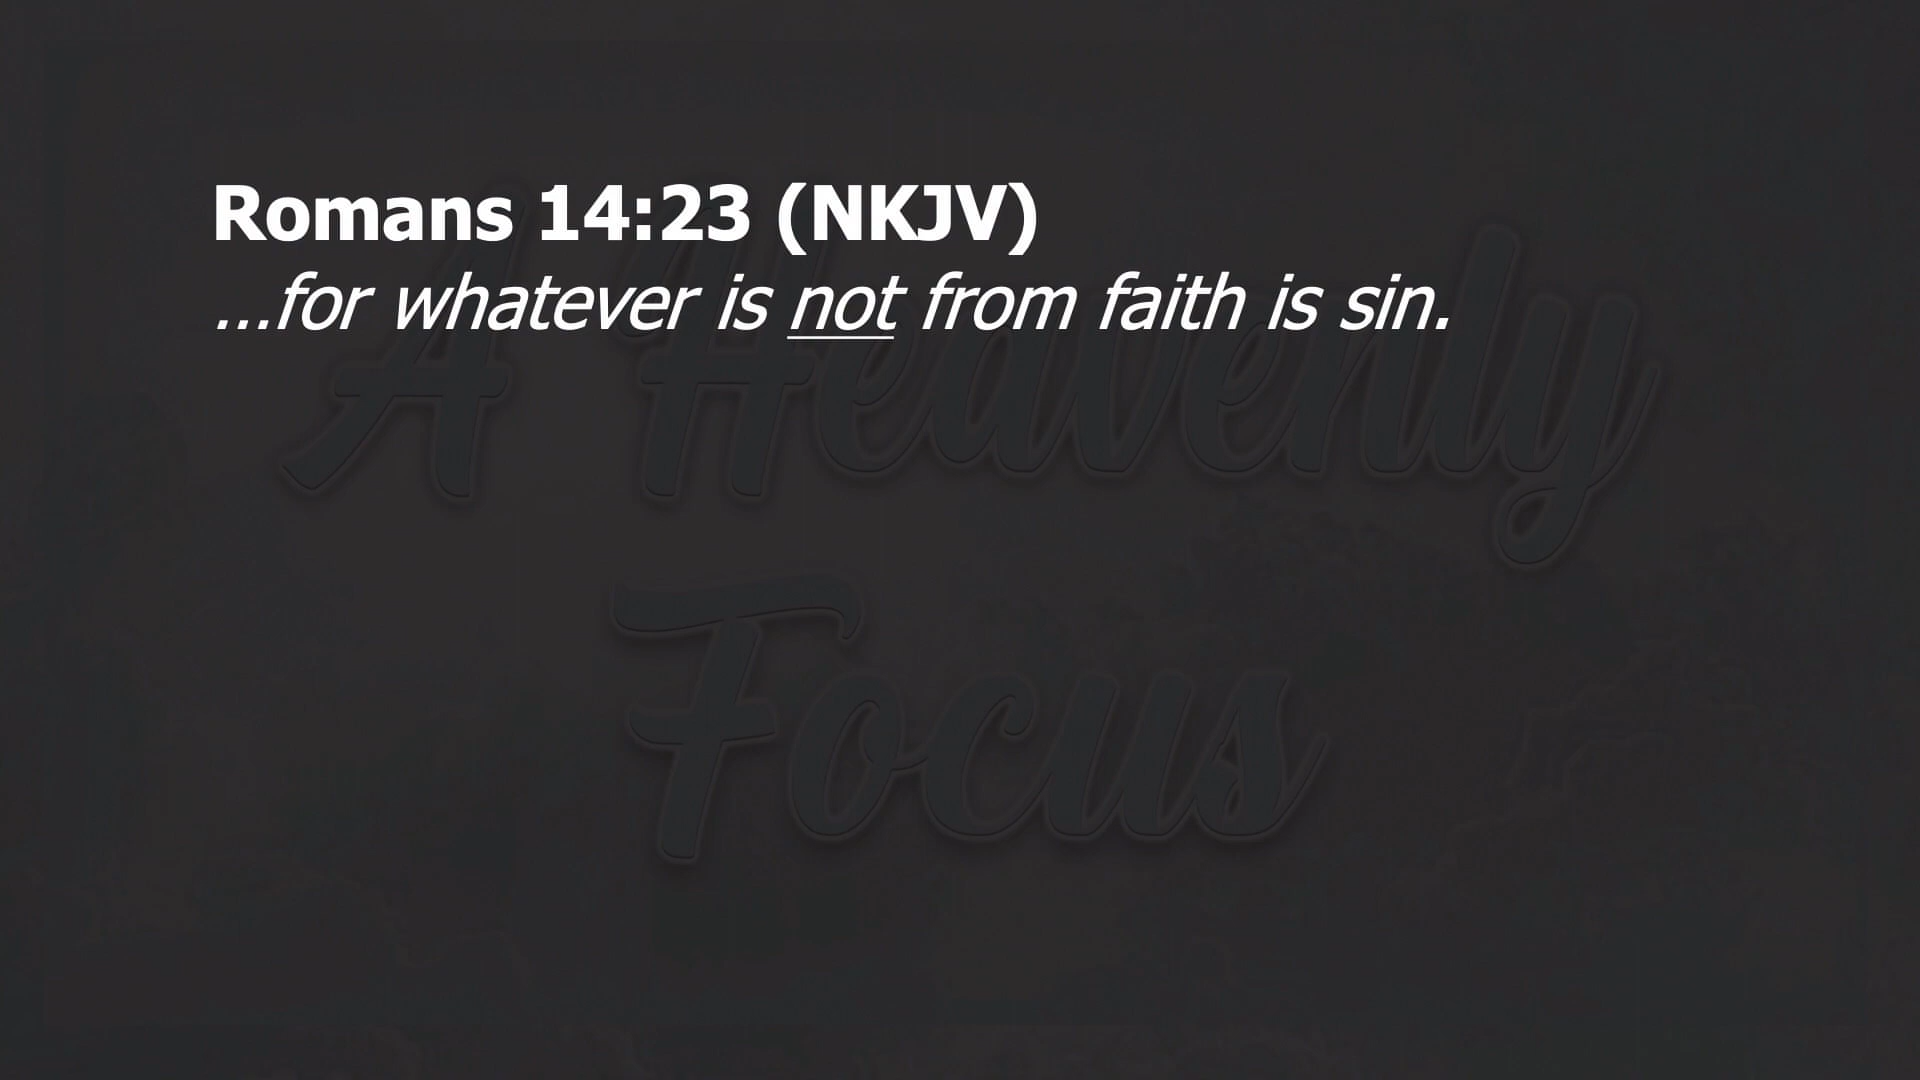 Romans 14:23 (NKJV)
…for whatever is not from faith is sin.
A Heavenly
Focus